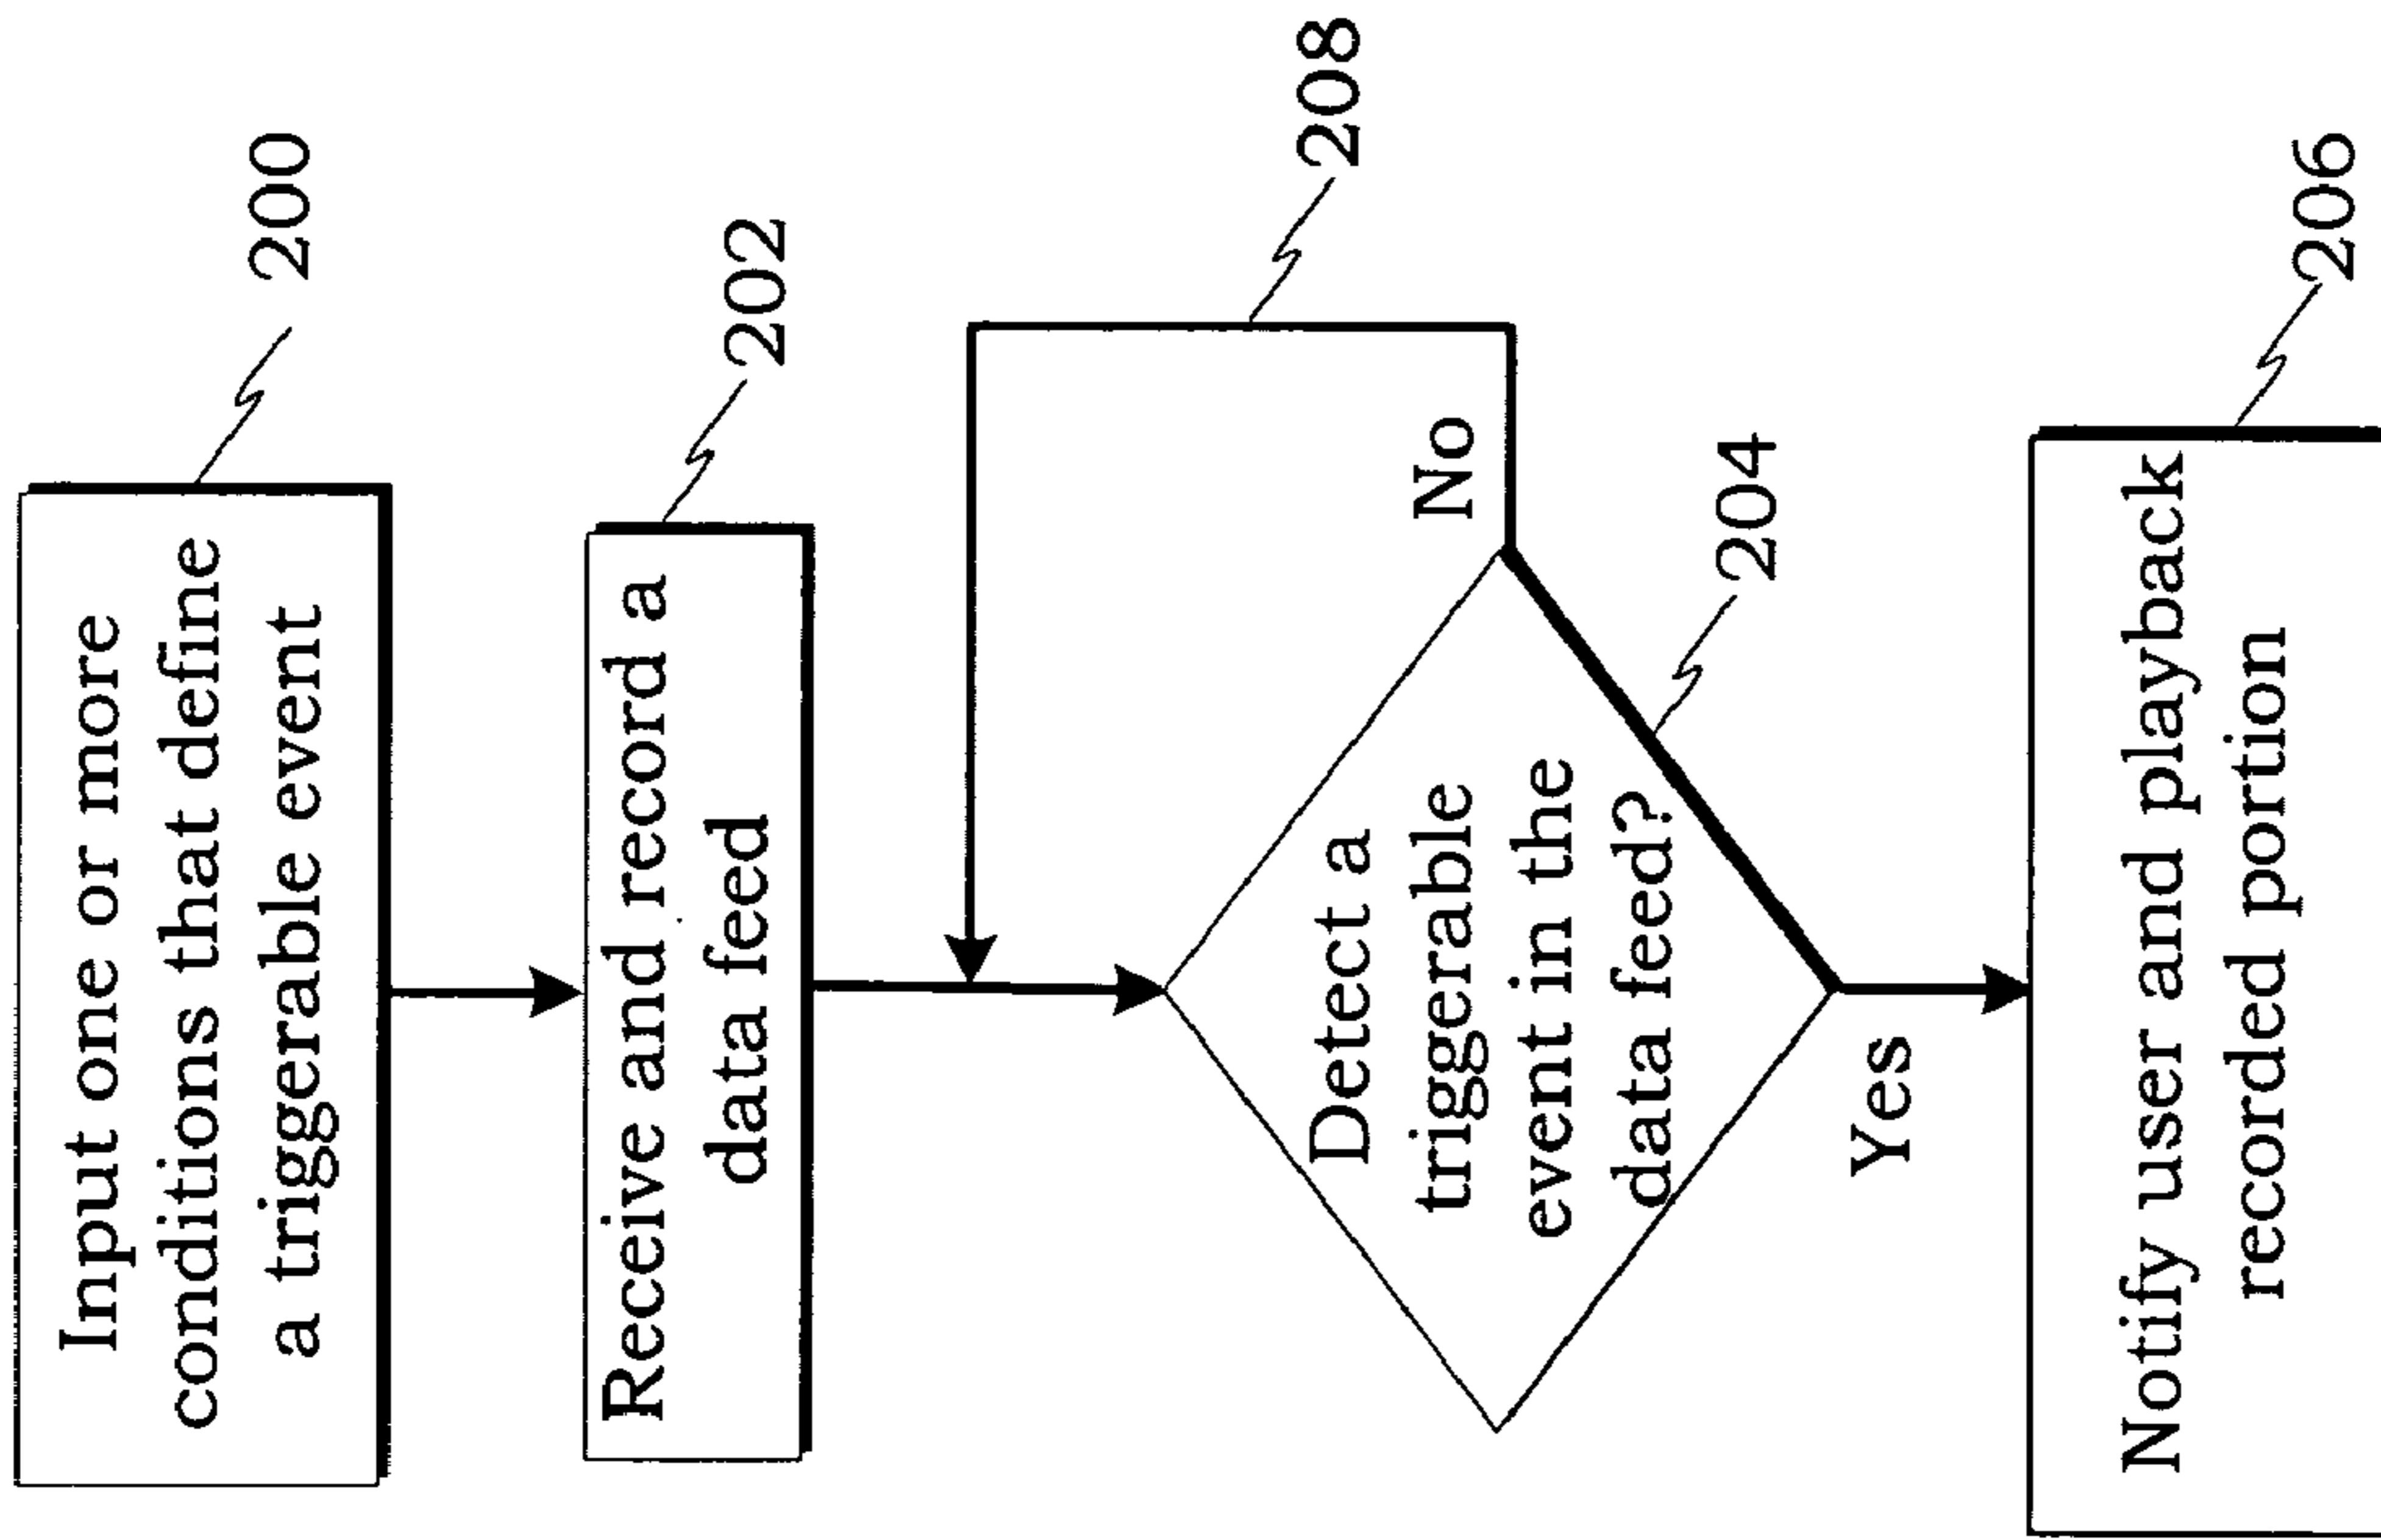 Input one or more
conditions that define
a triggerable event
200
Receive and record a
data feed
202
208
Detect a
triggerable
event in the
data feed?
No
204
Yes
Notify user and playback
recorded portion
206